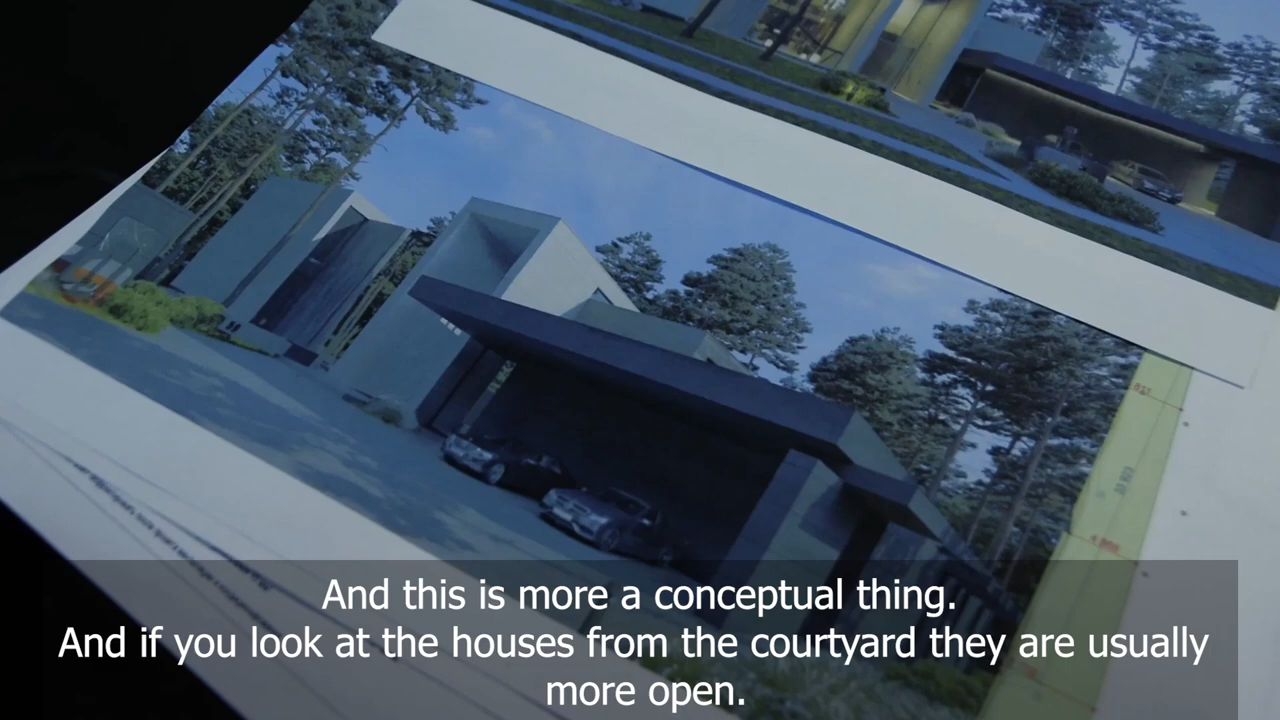 And this is more a conceptual thing.
And if you look at the houses from the courtyard they are usually
more open.